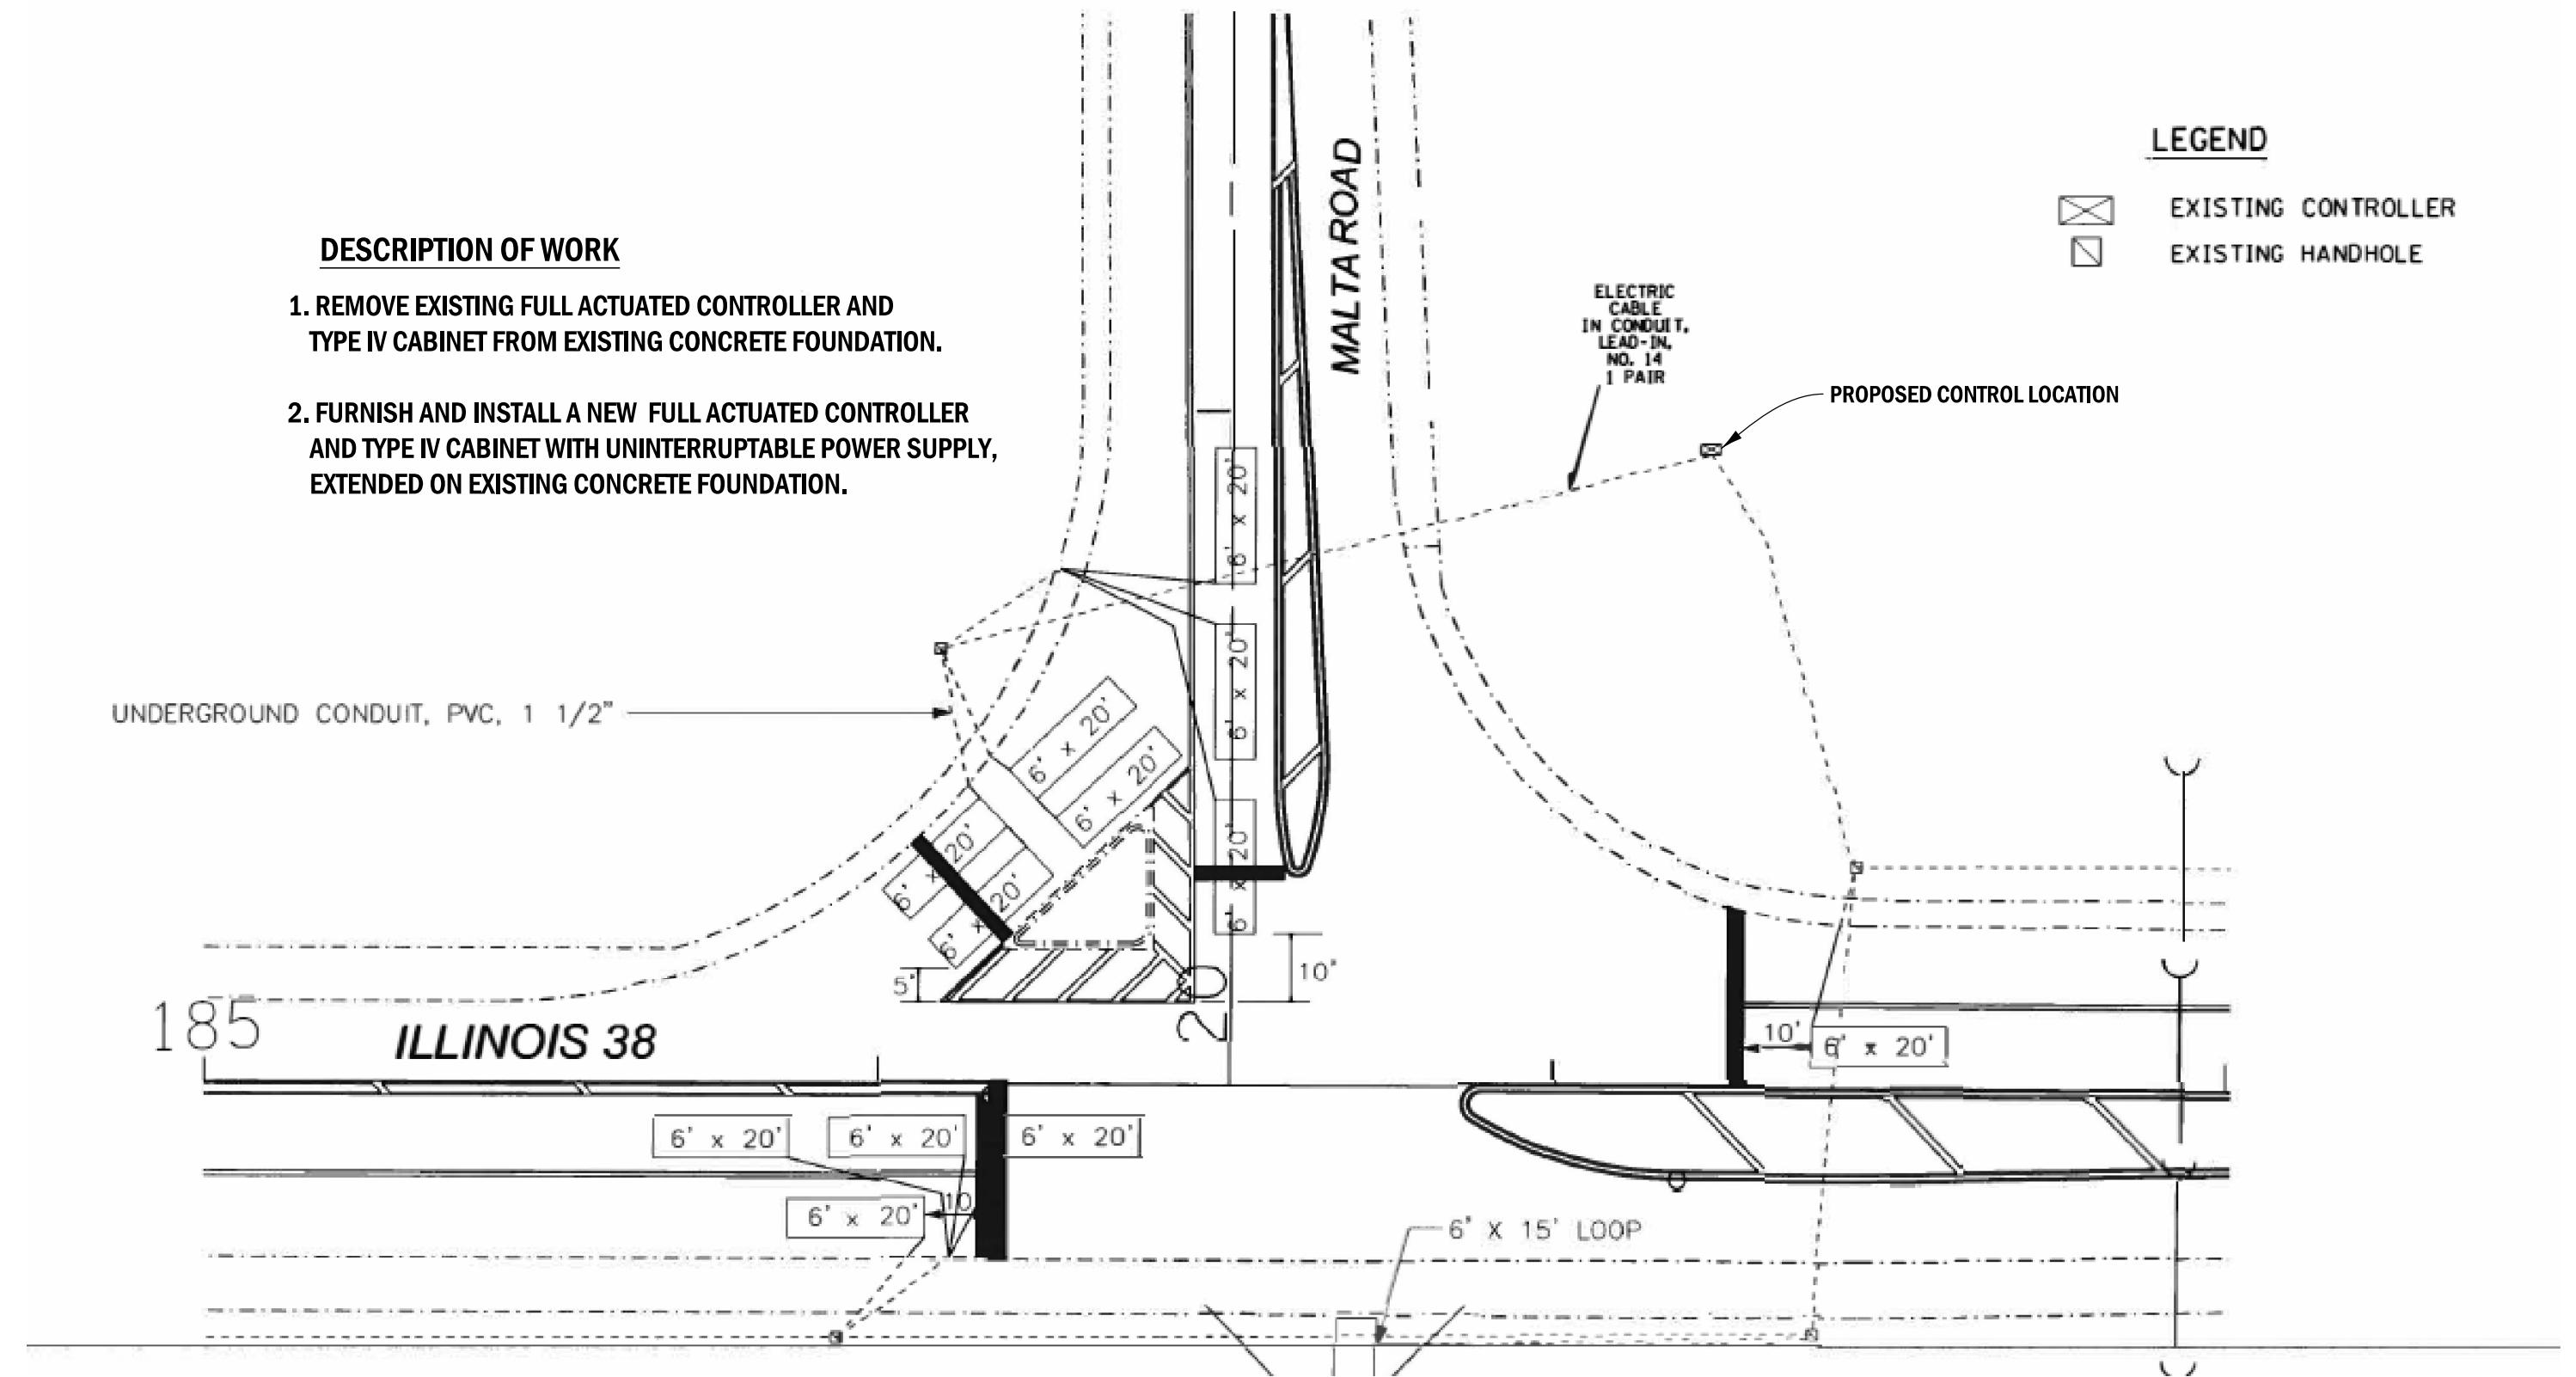 LEGEND
EXISTING CONTROLLER
EXISTING HANDHOLE
DESCRIPTION OF WORK
1. REMOVE EXISTING FULL ACTUATED CONTROLLER AND
TYPE IV CABINET FROM EXISTING CONCRETE FOUNDATION.
2. FURNISH AND INSTALL A NEW FULL ACTUATED CONTROLLER
AND TYPE IV CABINET WITH UNINTERRUPTABLE POWER SUPPLY,
EXTENDED ON EXISTING CONCRETE FOUNDATION.
MALTA ROAD
ELECTRIC
CABLE
IN CONDUIT,
LEAD-IN,
NO. 14
1 PAIR
PROPOSED CONTROL LOCATION
6' x 20'
6' x 20'
6' x 20'
UNDERGROUND CONDUIT, PVC, 1 1/2"
6' x 20'
6' x 20'
6' x 20'
6' x 20'
5'
10'
2
185
ILLINOIS 38
10'
6' x 20'
6' x 20'
6' x 20'
6' x 20'
6' x 20'
10
6' X 15' LOOP